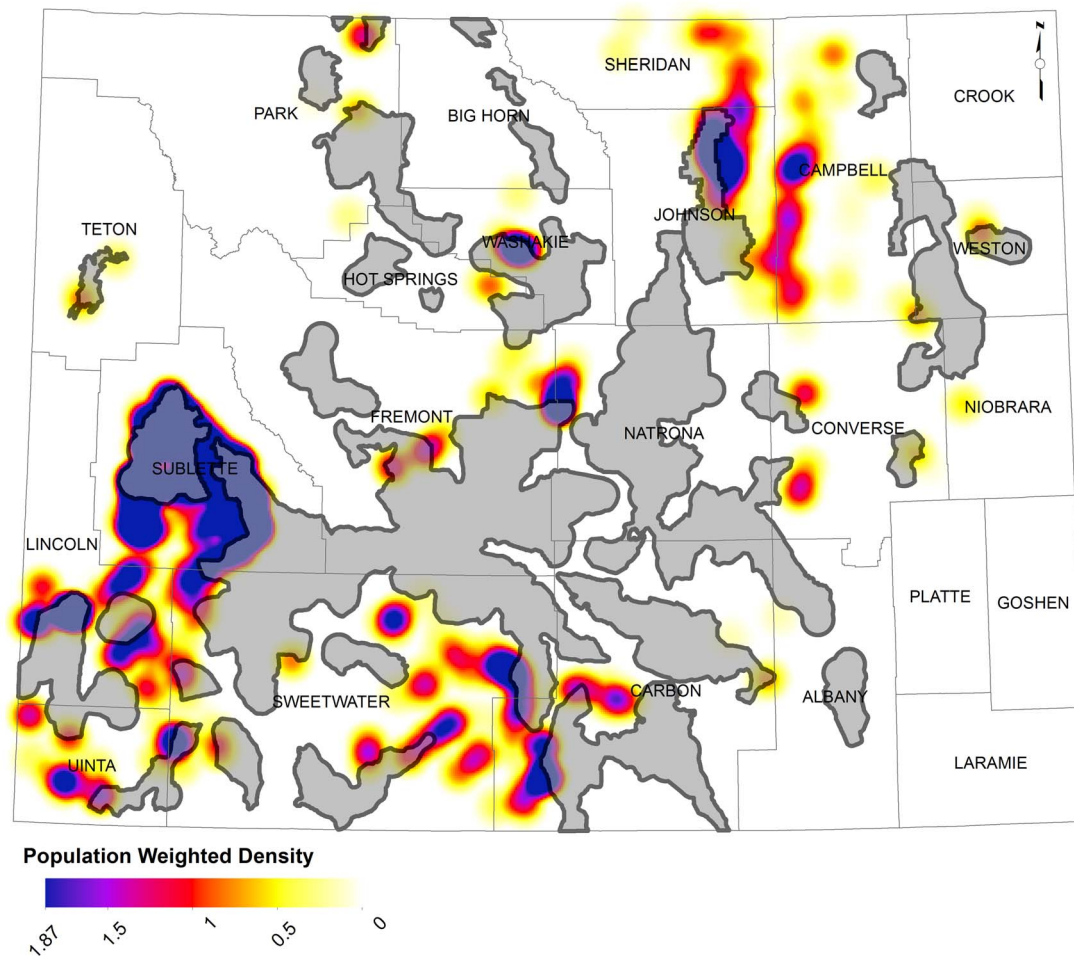 N
SHERIDAN
CROOK
PARK
BIG HORN
CAMPBELL
JOHNSON
TETON
WASHAKIE
WESTON
HOT SPRINGS
NIOBRARA
FREMONT
CONVERSE
NATRONA
SUBLETTE
LINCOLN
PLATTE
GOSHEN
CARBON
ALBANY
SWEETWATER
UINTA
LARAMIE
Population Weighted Density
1.87 1.5 1 0.5 0